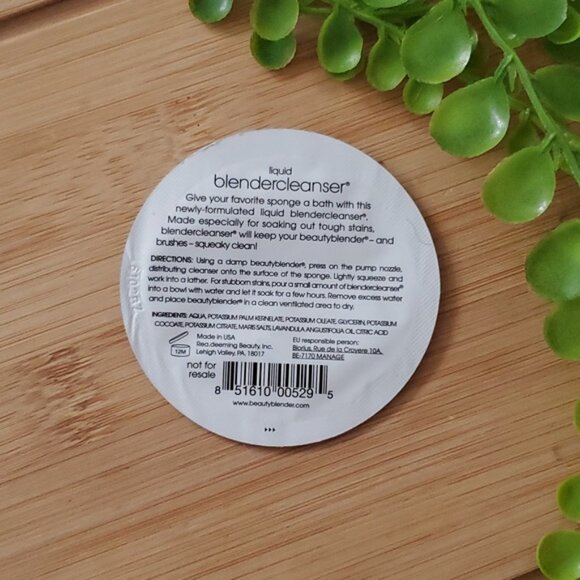 liquid
blendercleanser®
Give your favorite sponge a bath with this
newly-formulated liquid blendercleanser®.
Made especially for soaking out tough stains,
blendercleanser® will keep your beautyblender® – and
brushes – squeaky clean!
DIRECTIONS: Using a damp beautyblender®, press on the pump nozzle,
distributing cleanser onto the surface of the sponge. Lightly squeeze and
work into a lather. For stubborn stains, pour a small amount of blendercleanser®
into a bowl with water and let it soak for a few hours. Remove excess water
and place beautyblender® in a clean ventilated area to dry.
INGREDIENTS: AQUA, POTASSIUM PALM KERNELATE, POTASSIUM OLEATE, GLYCERIN, POTASSIUM
COCOATE, POTASSIUM CITRATE, MARIS SALTS, LAVANDULA ANGUSTIFOLIA OIL, CITRIC ACID
12M
Made in USA
Rea.deeming Beauty, Inc.
Lehigh Valley, PA. 18017
EU responsible person:
Biorius, Rue de la Croyere 10A,
BE-7170 MANAGE
not for
resale
8 51610 00529 5
www.beautyblender.com